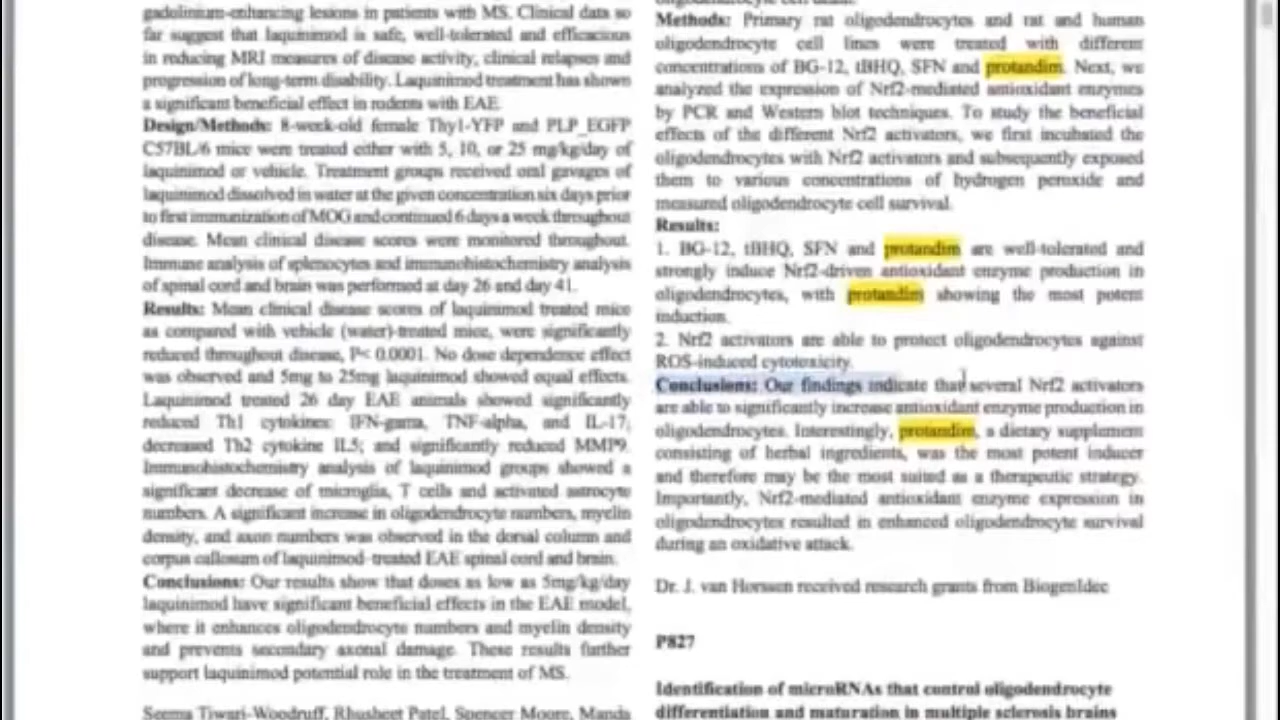 gadolinium-enhancing lesions in patients with MS. Clinical data so
far suggest that laquinimod is safe, well-tolerated and efficacious
in reducing MRI measures of disease activity, clinical relapses and
progression of long-term disability. Laquinimod treatment has shown
a significant beneficial effect in rodents with EAE.
Design/Methods: 8-week-old female Thy1-YFP and PLP_EGFP
C57BL/6 mice were treated either with 5, 10, or 25 mg/kg/day of
laquinimod or vehicle. Treatment groups received oral gavages of
laquinimod dissolved in water at the given concentration six days prior
to first immunization of MOG and continued 6 days a week throughout
disease. Mean clinical disease scores were monitored throughout.
Immune analysis of splenocytes and immunohistochemistry analysis
of spinal cord and brain was performed at day 26 and day 41.
Results: Mean clinical disease scores of laquinimod treated mice
as compared with vehicle (water)-treated mice, were significantly
reduced throughout disease, P< 0.0001. No dose dependence effect
was observed and 5mg to 25mg laquinimod showed equal effects.
Laquinimod treated 26 day EAE animals showed significantly
reduced Th1 cytokines: IFN-gama, TNF-alpha, and IL-17;
decreased Th2 cytokine IL5; and significantly reduced MMP9.
Immunohistochemistry analysis of laquinimod groups showed a
significant decrease of microglia, T cells and activated astrocyte
numbers. A significant increase in oligodendrocyte numbers, myelin
density, and axon numbers was observed in the dorsal column and
corpus callosum of laquinimod-treated EAE spinal cord and brain.
Conclusions: Our results show that doses as low as 5mg/kg/day
laquinimod have significant beneficial effects in the EAE model,
where it enhances oligodendrocyte numbers and myelin density
and prevents secondary axonal damage. These results further
support laquinimod potential role in the treatment of MS.
Seema Tiwari-Woodruff, Rhusheet Patel, Spencer Moore, Manda
oligodendrocyte cell death.
Methods: Primary rat oligodendrocytes and rat and human
oligodendrocyte cell lines were treated with different
concentrations of BG-12, tBHQ, SFN and protandim. Next, we
analyzed the expression of Nrf2-mediated antioxidant enzymes
by PCR and Western blot techniques. To study the beneficial
effects of the different Nrf2 activators, we first incubated the
oligodendrocytes with Nrf2 activators and subsequently exposed
them to various concentrations of hydrogen peroxide and
measured oligodendrocyte cell survival.
Results:
1. BG-12, tBHQ, SFN and protandim are well-tolerated and
strongly induce Nrf2-driven antioxidant enzyme production in
oligodendrocytes, with protandim showing the most potent
induction.
2. Nrf2 activators are able to protect oligodendrocytes against
ROS-induced cytotoxicity.
Conclusions: Our findings indicate that several Nrf2 activators
are able to significantly increase antioxidant enzyme production in
oligodendrocytes. Interestingly, protandim, a dietary supplement
consisting of herbal ingredients, was the most potent inducer
and therefore may be the most suited as a therapeutic strategy.
Importantly, Nrf2-mediated antioxidant enzyme expression in
oligodendrocytes resulted in enhanced oligodendrocyte survival
during an oxidative attack.
Dr. J. van Horssen received research grants from BiogenIdec
P827
Identification of microRNAs that control oligodendrocyte
differentiation and maturation in multiple sclerosis brains